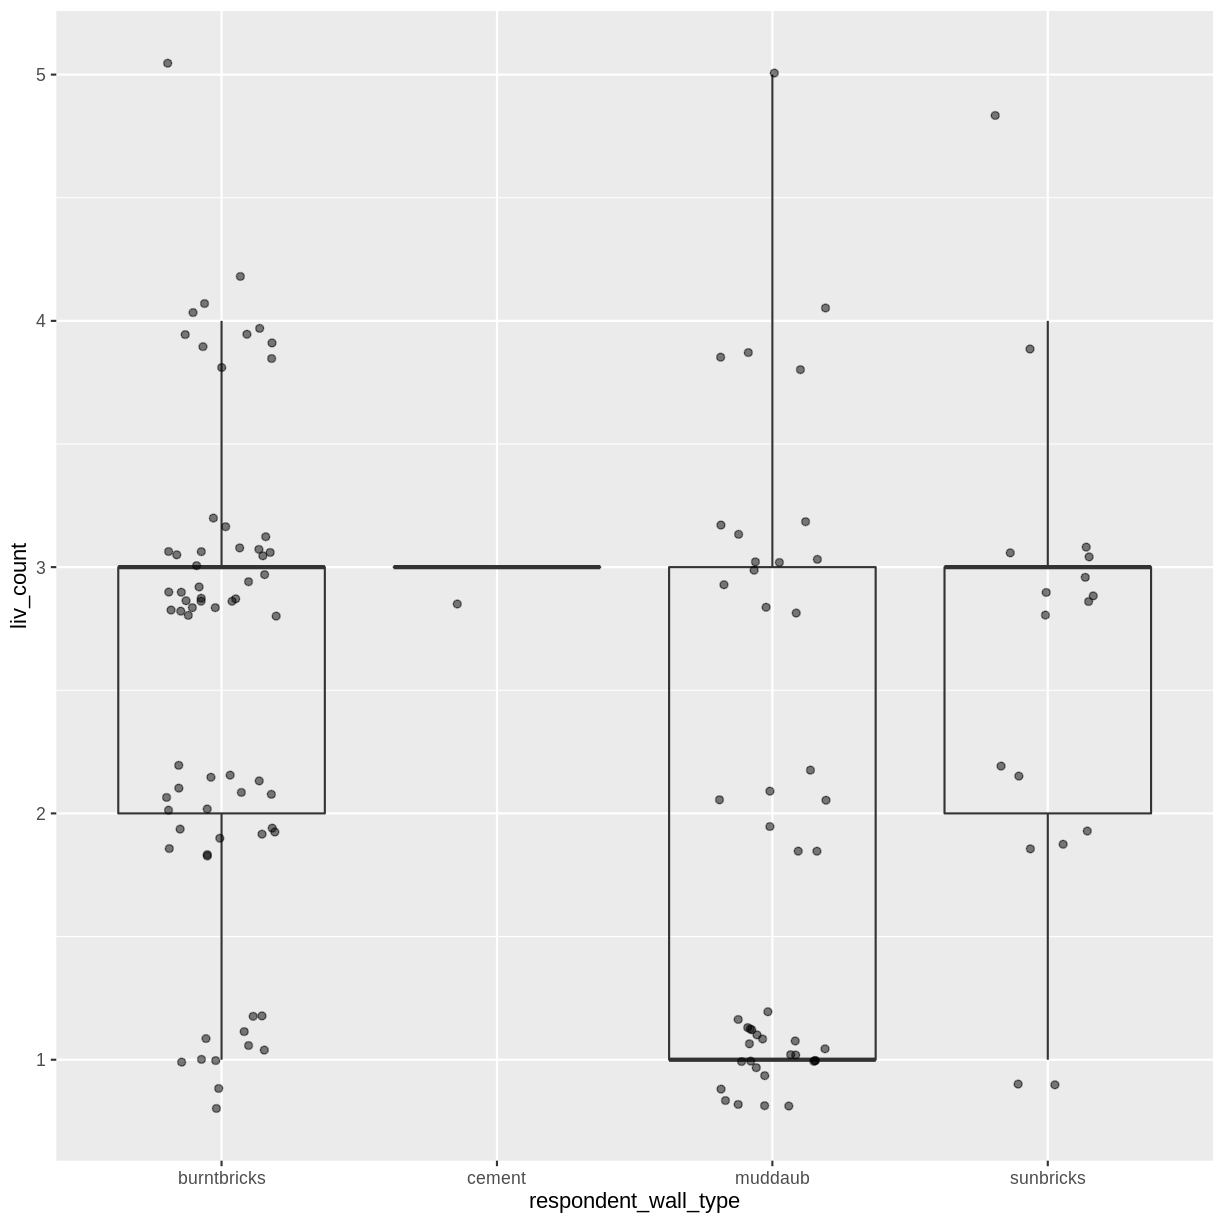 liv_count
5
4
3
2
1
burntbricks
cement
muddaub
sunbricks
respondent_wall_type